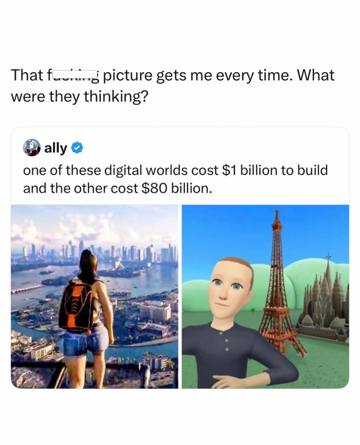 That fucking picture gets me every time. What
were they thinking?
ally
one of these digital worlds cost $1 billion to build
and the other cost $80 billion.